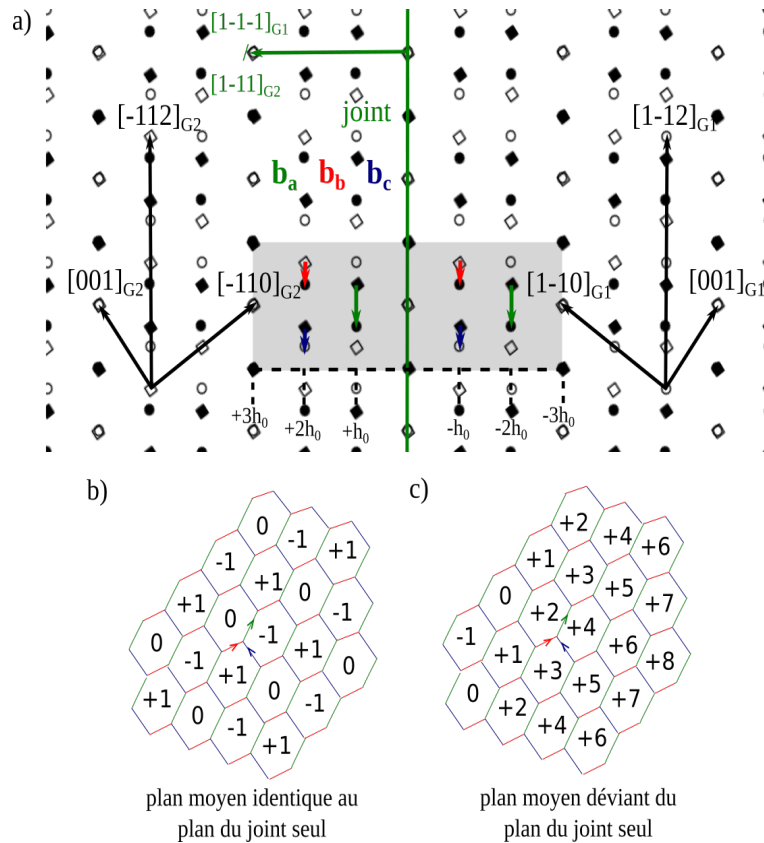 a)
[1-1-1]G1
[1-11]G2
joint
[-112]G2
[1-12]G1
ba bb bc
[001]G2
[-110]G2
[1-10]G1
[001]G1
+3h0
+2h0
+h0
-h0
-2h0
-3h0
b)
c)
0
-1
+1
+1
+1
0
0
0
-1
-1
-1
+1
+1
+1
0
0
0
-1
-1
+1
+2
+4
+6
+1
+3
+5
+7
0
+2
+4
+6
+8
-1
+1
+3
+5
+7
0
+2
+4
+6
plan moyen identique au
plan du joint seul
plan moyen déviant du
plan du joint seul